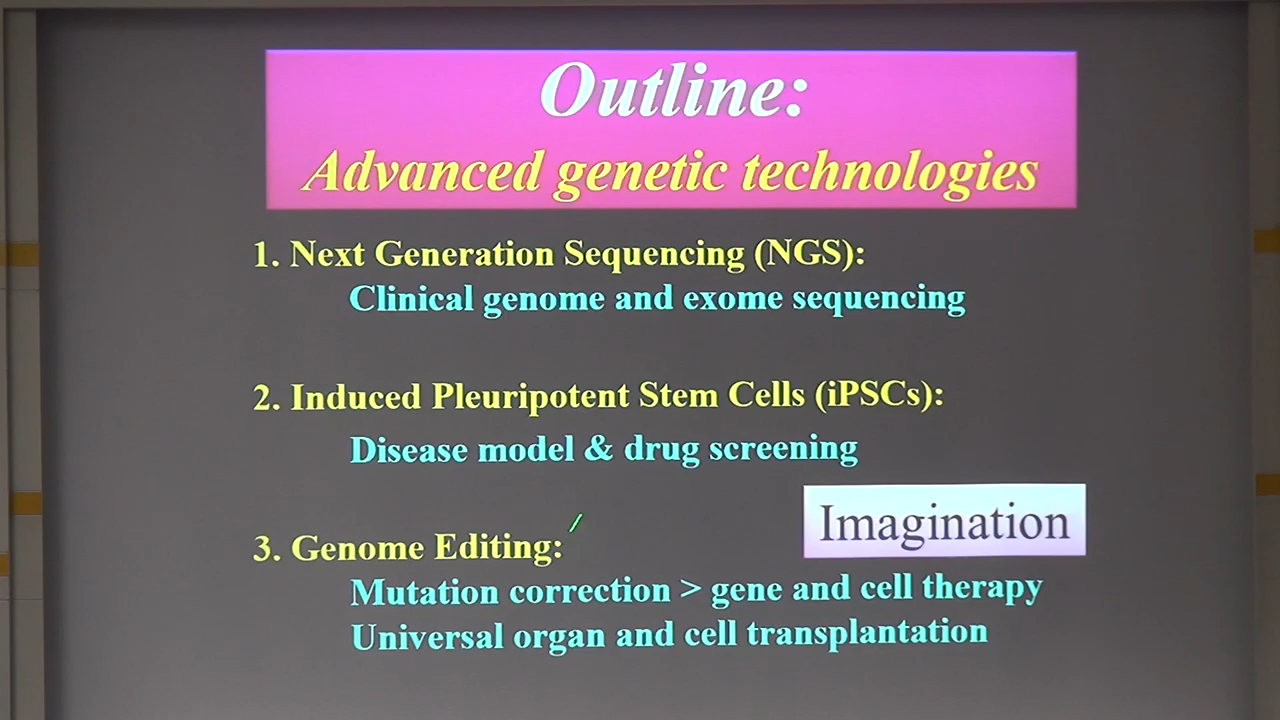 Outline:
Advanced genetic technologies
1. Next Generation Sequencing (NGS):
Clinical genome and exome sequencing
2. Induced Pleuripotent Stem Cells (iPSCs):
Disease model & drug screening
Imagination
3. Genome Editing:
Mutation correction > gene and cell therapy
Universal organ and cell transplantation